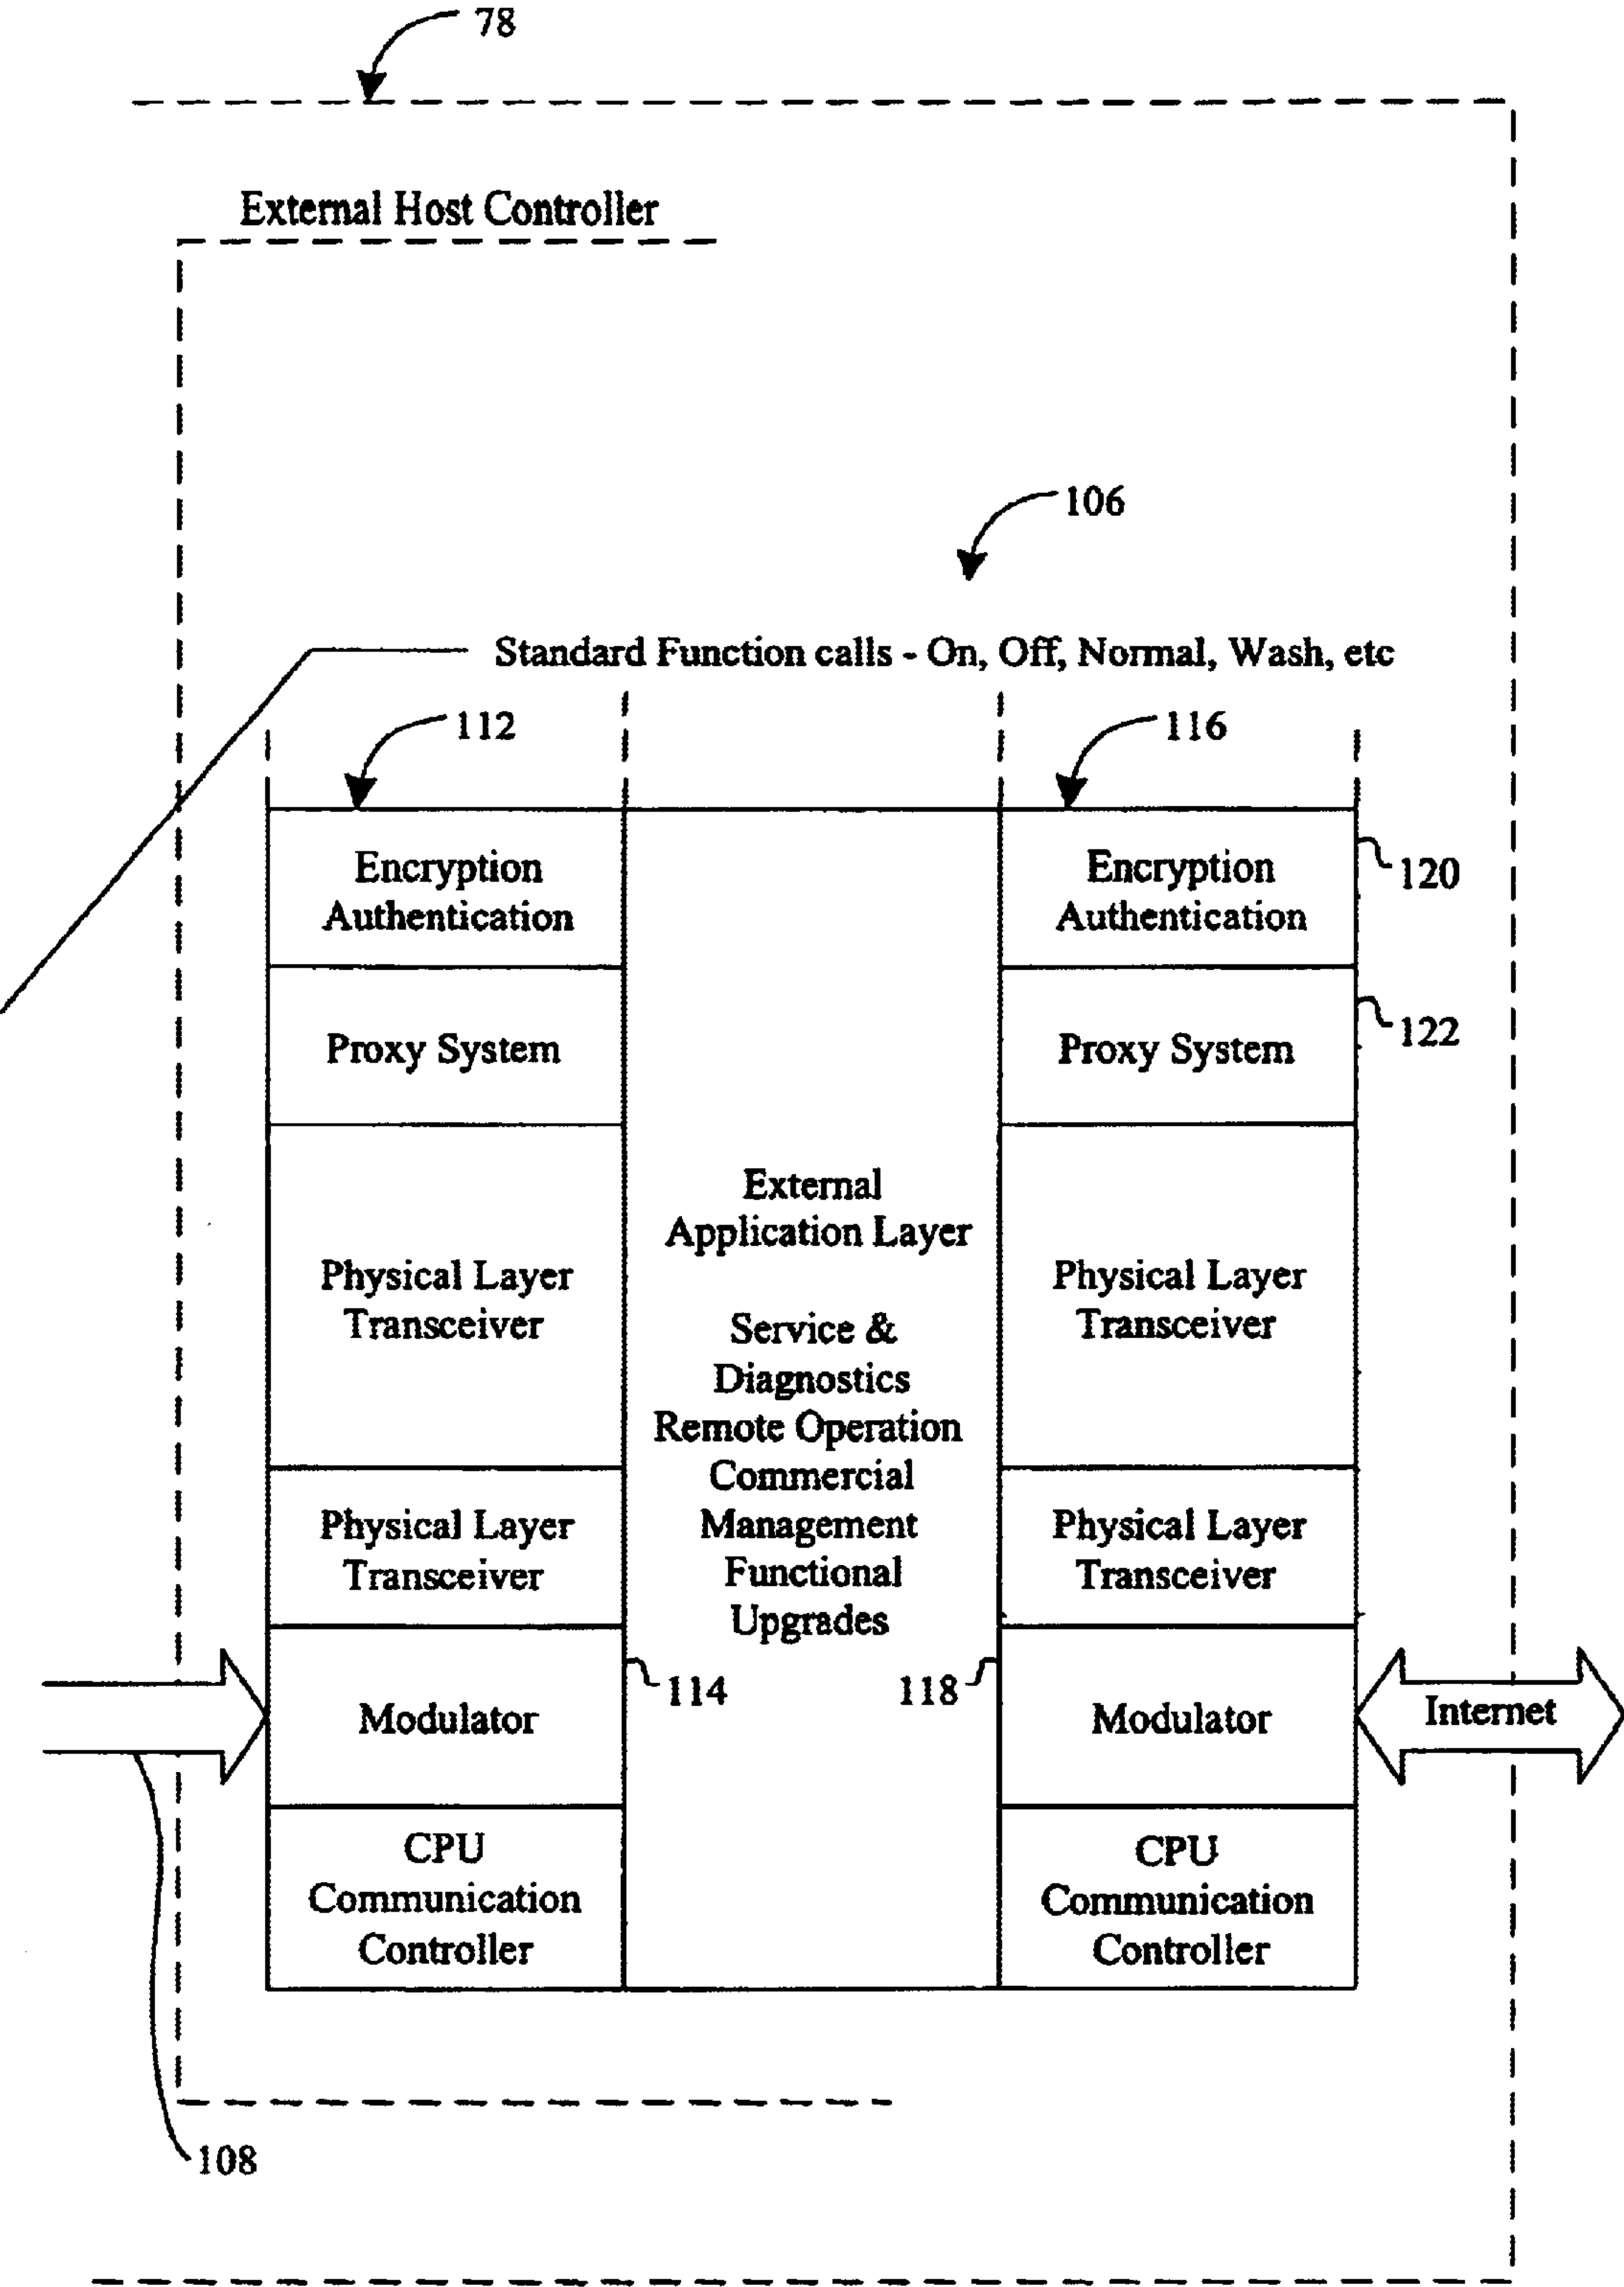 78
External Host Controller
106
Standard Function calls - On, Off, Normal, Wash, etc
112
116
Encryption
Authentication
Encryption
Authentication
120
Proxy System
Proxy System
122
External
Application Layer
Physical Layer
Transceiver
Physical Layer
Transceiver
Service &
Diagnostics
Remote Operation
Commercial
Management
Functional
Upgrades
Physical Layer
Transceiver
Physical Layer
Transceiver
114
118
Modulator
Modulator
Internet
CPU
Communication
Controller
CPU
Communication
Controller
108